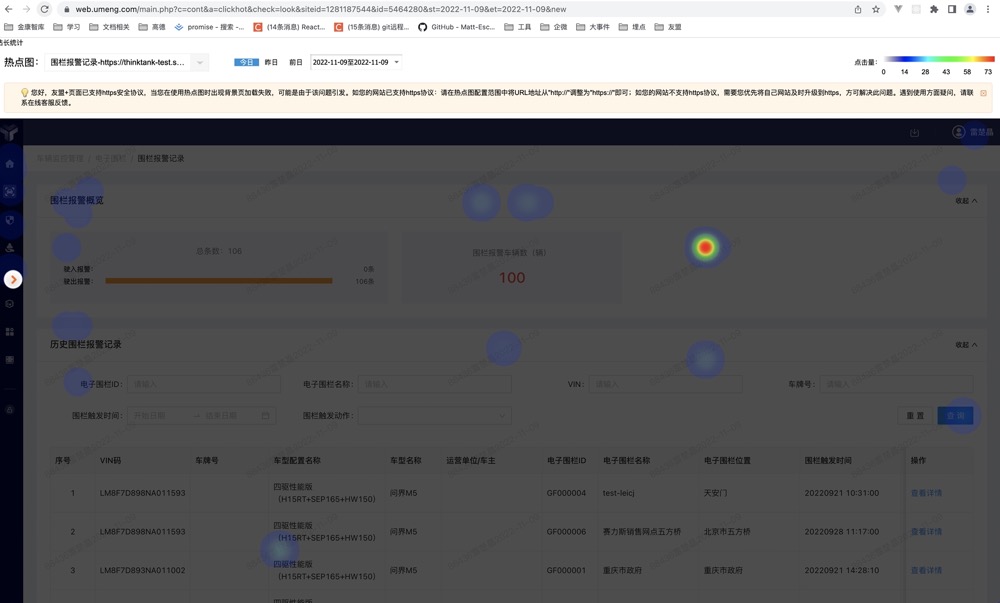 web.umeng.com/main.php?c=cont&a=clickhot&check=look&siteid=1281187544&id=5464280&st=2022-11-09&et=2022-11-09&new
金康智库 学习 文档相关 高德 promise - 搜索 -... (14条消息) React... (15条消息) git远程... GitHub - Matt-Esc... 工具 企微 大事件 埋点 友盟
站长统计
热点图: 围栏报警记录-https://thinktank-test.s... 今日 昨日 前日 2022-11-09至2022-11-09 点击量:
0 14 28 43 58 73
您好，友盟+页面已支持https安全协议，当您在使用热点图时出现背景页加载失败，可能是由于该问题引发。如您的网站已支持https协议：请在热点图配置范围中将URL地址从"http://"调整为"https://"即可；如您的网站不支持https协议，需要您优先将自己网站及时升级到https，方可解决此问题。遇到使用方面疑问，请联
系在线客服反馈。
雷楚晶
电子围栏 / 围栏报警记录
围栏报警概览 收起
总条数: 106
围栏报警车辆数（辆）
驶入报警: 0条
驶出报警: 106条
100
历史围栏报警记录 收起
电子围栏ID: 请输入 电子围栏名称: 请输入 VIN: 请输入 车牌号: 请输入
围栏触发时间: 开始日期 → 结束日期 围栏触发动作: 重置 查询
序号 VIN码 车牌号 车型配置名称 车型名称 运营单位/车主 电子围栏ID 电子围栏名称 电子围栏位置 围栏触发时间 操作
1 LM8F7D898NA011593 四驱性能版（H15RT+SEP165+HW150) 问界M5 GF000004 test-leicj 天安门 20220921 10:31:00 查看详情
2 LM8F7D898NA011593 四驱性能版（H15RT+SEP165+HW150) 问界M5 GF000006 赛力斯销售网点五方桥 北京市五方桥 20220928 11:17:00 查看详情
3 LM8F7D893NA011002 四驱性能版（H15RT+SEP165+HW150) 问界M5 GF000001 重庆市政府 重庆市政府 20220921 14:28:10 查看详情